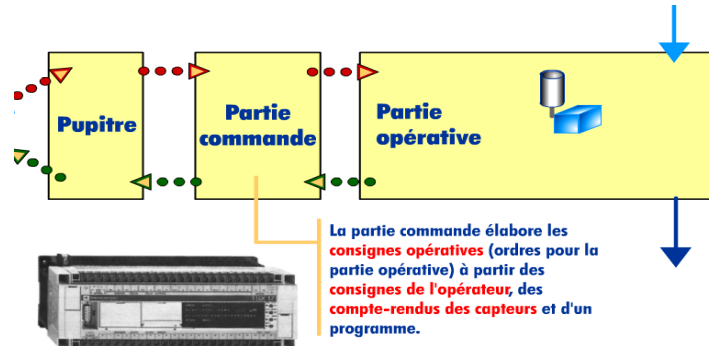 Pupitre
Partie
commande
Partie
opérative
La partie commande élabore les
consignes opératives (ordres pour la
partie opérative) à partir des
consignes de l'opérateur, des
compte-rendus des capteurs et d'un
programme.